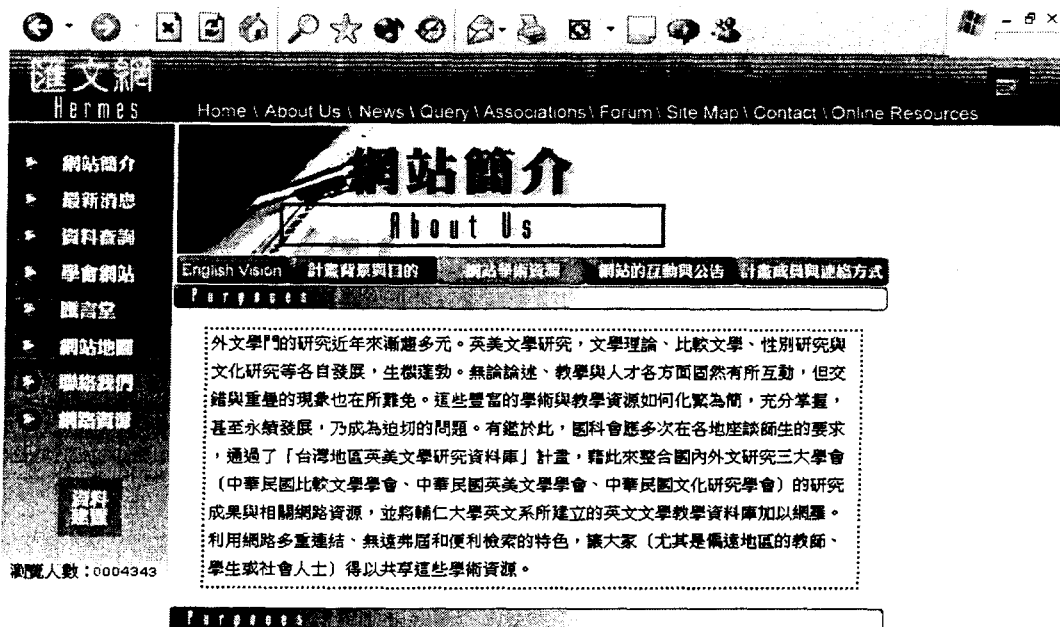 匯文網
Hermes
Home \ About Us \ News \ Query \ Associations \ Forum \ Site Map \ Contact \ Online Resources
網站簡介
最新消息
資料查詢
學會網站
匯言堂
網站地圖
聯絡我們
網路資源
資料
瀏覽人數：0004343
網站簡介
About Us
English Vision 計畫背景與目的 網站學術資源 網站的互動與公告 計畫成員與連絡方式
Purposes
外文學門的研究近年來漸趨多元。英美文學研究，文學理論、比較文學、性別研究與
文化研究等各自發展，生機蓬勃。無論論述、教學與人才各方面固然有所互動，但交
錯與重疊的現象也在所難免。這些豐富的學術與教學資源如何化繁為簡，充分掌握，
甚至永續發展，乃成為迫切的問題。有鑑於此，國科會應多次在各地座談師生的要求
，通過了「台灣地區英美文學研究資料庫」計畫，藉此來整合國內外文研究三大學會
〔中華民國比較文學學會、中華民國英美文學學會、中華民國文化研究學會〕的研究
成果與相關網路資源，並將輔仁大學英文系所建立的英文文學教學資料庫加以網羅。
利用網路多重連結、無遠弗屆和便利檢索的特色，讓大家〔尤其是偏遠地區的教師、
學生或社會人士〕得以共享這些學術資源。
Purposes